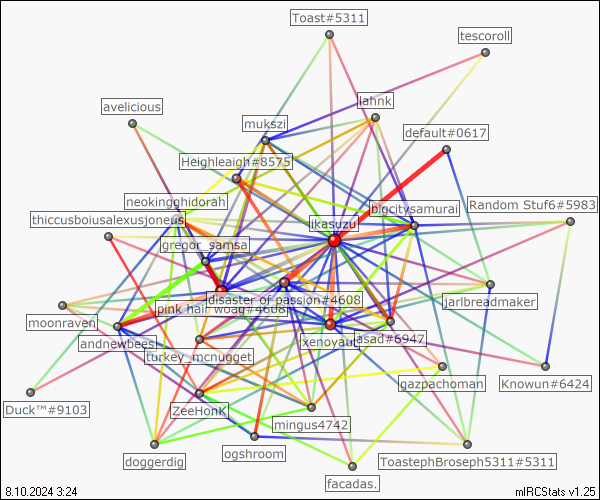 Toast#5311
tescoroll
lahnk
avelicious
mukszi
default#0617
Heighleaigh#8575
neokingghidorah
Random Stuf6#5983
bigcitysamurai
thiccusboiusalexusjoneus
ikasuzu
gregor_samsa
disaster of passion#4608
jarlbreadmaker
pink hair woag#4608
moonraven
andnewbees
xenoyaur
asad#6947
turkey_mcnugget
gazpachoman
Knowun#6424
Duck™#9103
ZeeHonK
mingus4742
ogshroom
doggerdig
ToastephBroseph5311#5311
facadas.
8.10.2024 3:24
mIRCStats v1.25